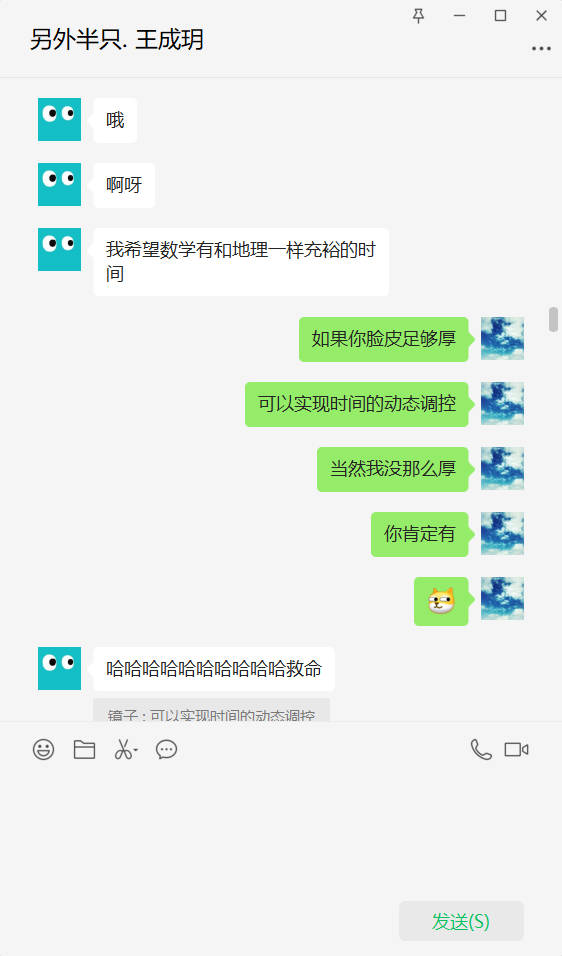 另外半只. 王成玥
哦
啊呀
我希望数学有和地理一样充裕的时
间
如果你脸皮足够厚
可以实现时间的动态调控
当然我没那么厚
你肯定有
哈哈哈哈哈哈哈哈哈哈救命
镜子 : 可以实现时间的动态调控
发送(S)